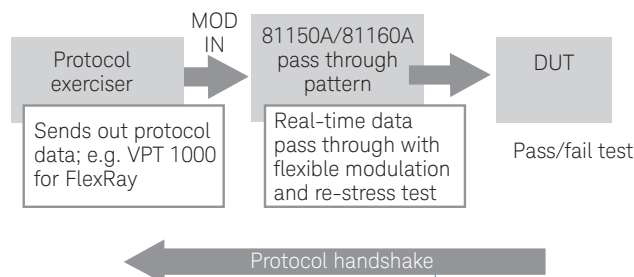 MOD
IN
Protocol
exerciser
81150A/81160A
pass through
pattern
DUT
Sends out protocol
data; e.g. VPT 1000
for FlexRay
Real-time data
pass through with
flexible modulation
and re-stress test
Pass/fail test
Protocol handshake